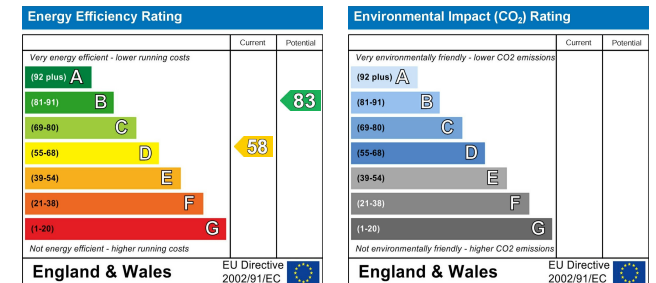 Energy Efficiency Rating
Current Potential
Very energy efficient - lower running costs
(92 plus) A
(81-91) B
83
(69-80) C
(55-68) D
58
(39-54) E
(21-38) F
(1-20) G
Not energy efficient - higher running costs
England & Wales
EU Directive
2002/91/EC
Environmental Impact (CO₂) Rating
Current Potential
Very environmentally friendly - lower CO2 emissions
(92 plus) A
(81-91) B
(69-80) C
(55-68) D
(39-54) E
(21-38) F
(1-20) G
Not environmentally friendly - higher CO2 emissions
England & Wales
EU Directive
2002/91/EC